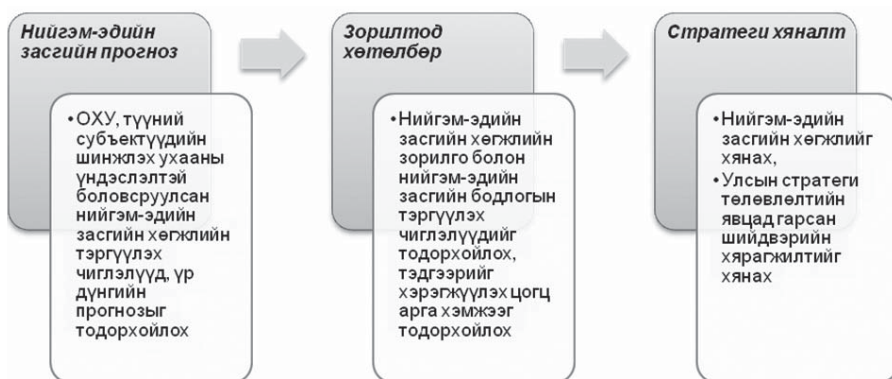 Нийгэм-эдийн
засгийн прогноз
•ОХУ, түүний
субъектүүдийн
шинжлэх ухааны
үндэслэлтэй
боловсруулсан
нийгэм-эдийн
засгийн хөгжлийн
тэргүүлэх
чиглэлүүд, үр
дүнгийн
прогнозыг
тодорхойлох
Зорилтод
хөтөлбөр
•Нийгэм-эдийн
засгийн хөгжлийн
зорилго болон
нийгэм-эдийн
засгийн бодлогын
тэргүүлэх
чиглэлүүдийг
тодорхойлох,
тэдгээрийг
хэрэгжүүлэх цогц
арга хэмжээг
тодорхойлох
Стратеги хяналт
•Нийгэм-эдийн
засгийн хөгжлийг
хянах,
•Улсын стратеги
төлөвлөлтийн
явцад гарсан
шийдвэрийн
хярагжилтийг
хянах